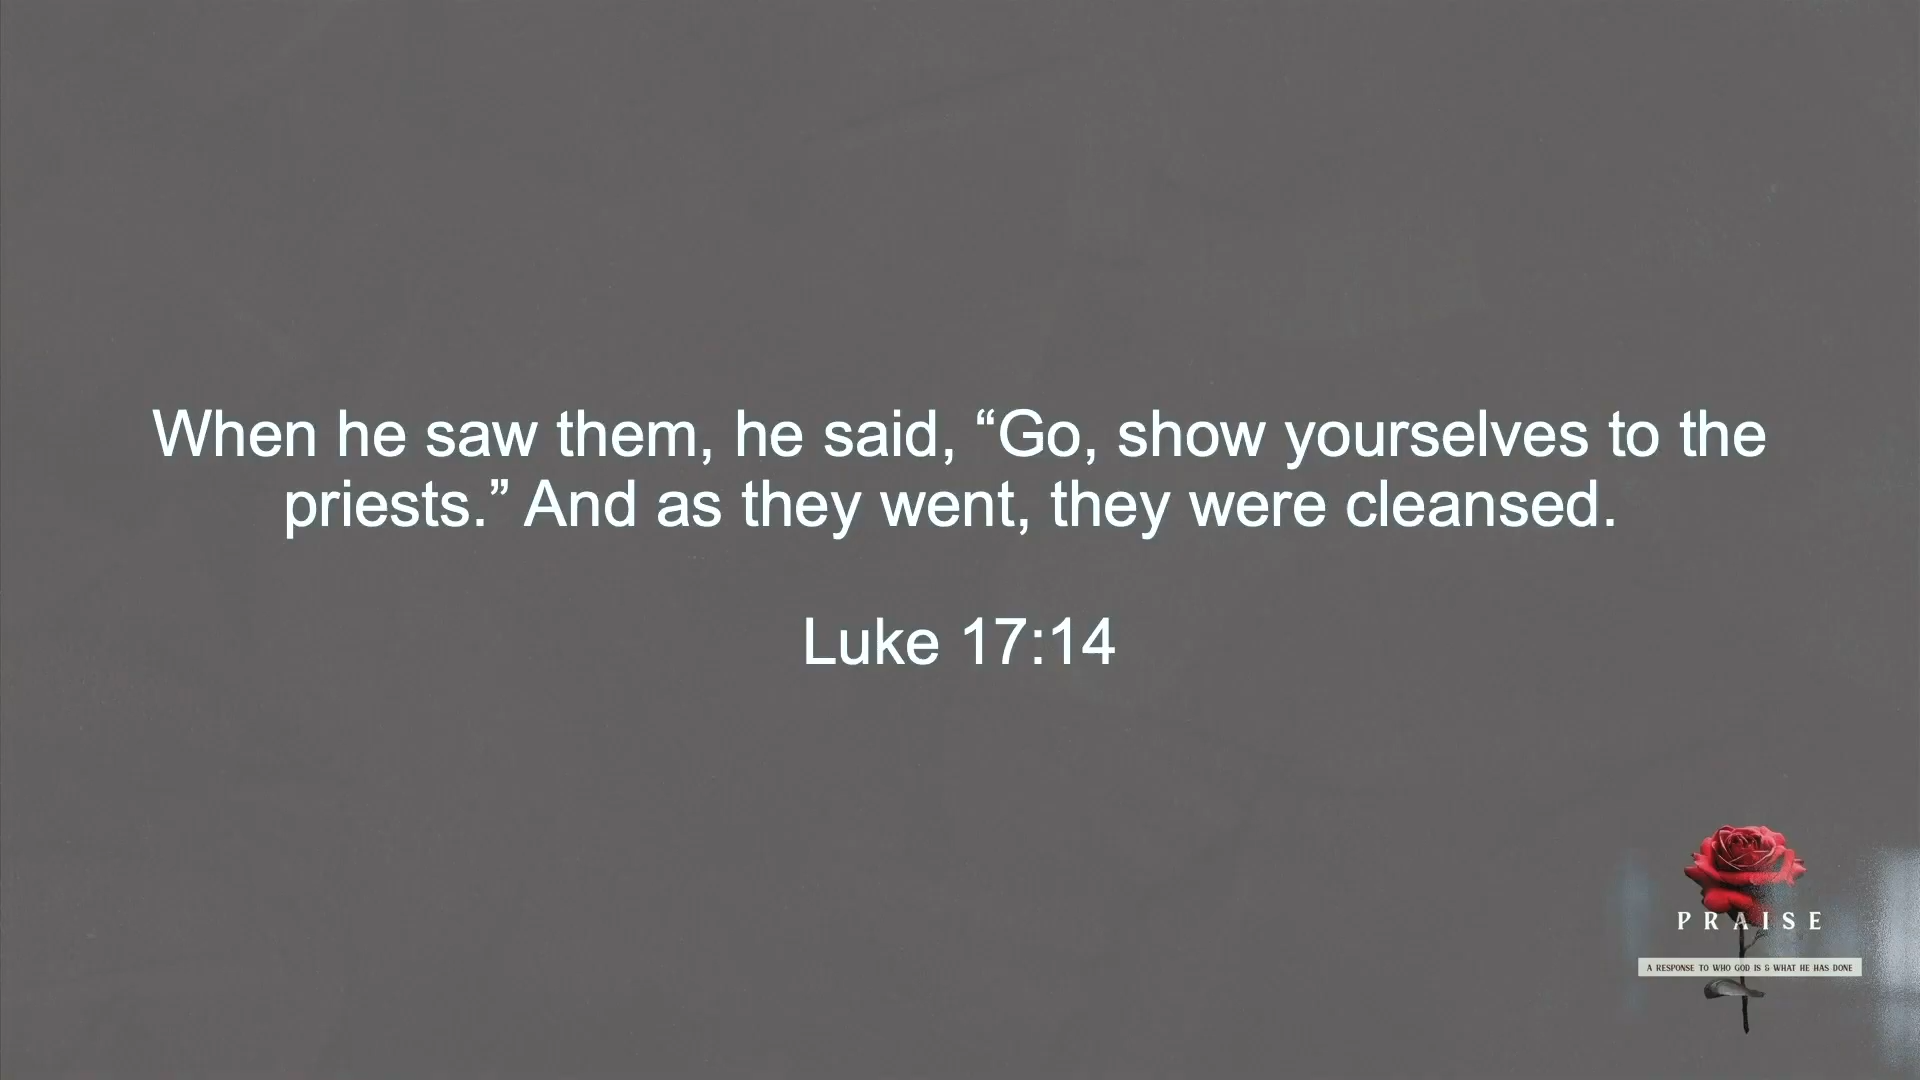 When he saw them, he said, “Go, show yourselves to the
priests.” And as they went, they were cleansed.
Luke 17:14
PRAISE
A RESPONSE TO WHO GOD IS & WHAT HE HAS DONE